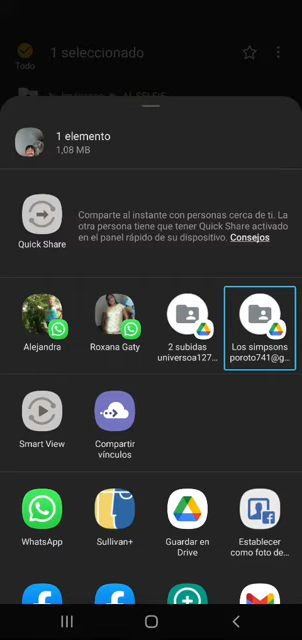 1 seleccionado
Todo
1 elemento
1,08 MB
Quick Share
Comparte al instante con personas cerca de ti. La
otra persona tiene que tener Quick Share activado
en el panel rápido de su dispositivo. Consejos
Alejandra
Roxana Gaty
2 subidas
universoa127...
Los simpsons
poroto741@g...
Smart View
Compartir
vínculos
WhatsApp
Sullivan+
Guardar en
Drive
Establecer
como foto de...